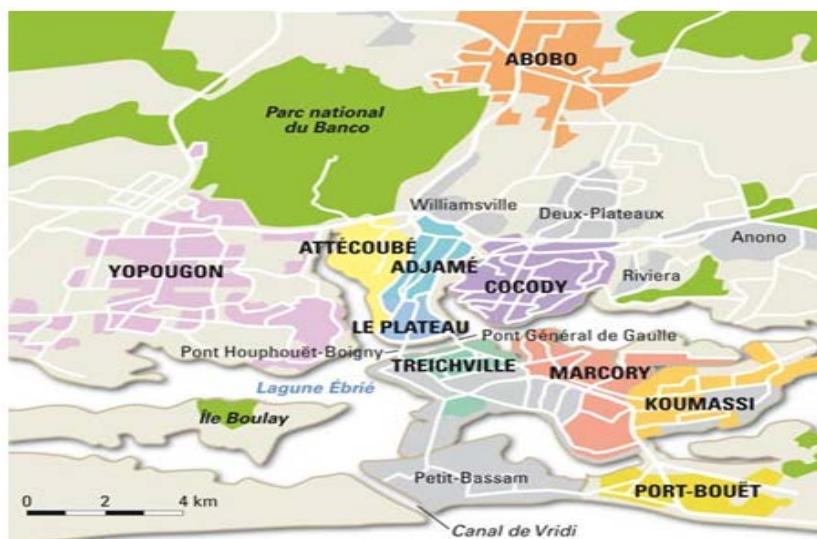 ABOBO
Parc national
du Banco
Williamsville
Deux-Plateaux
ATTÉCOUBÉ
Anono
YOPOUGON
ADJAMÉ
COCODY
Riviera
LE PLATEAU
Pont Général de Gaulle
Pont Houphouët-Boigny
TREICHVILLE
MARCORY
Lagune Ébrié
KOUMASSI
Île Boulay
Petit-Bassam
PORT-BOUËT
0 2 4 km
Canal de Vridi